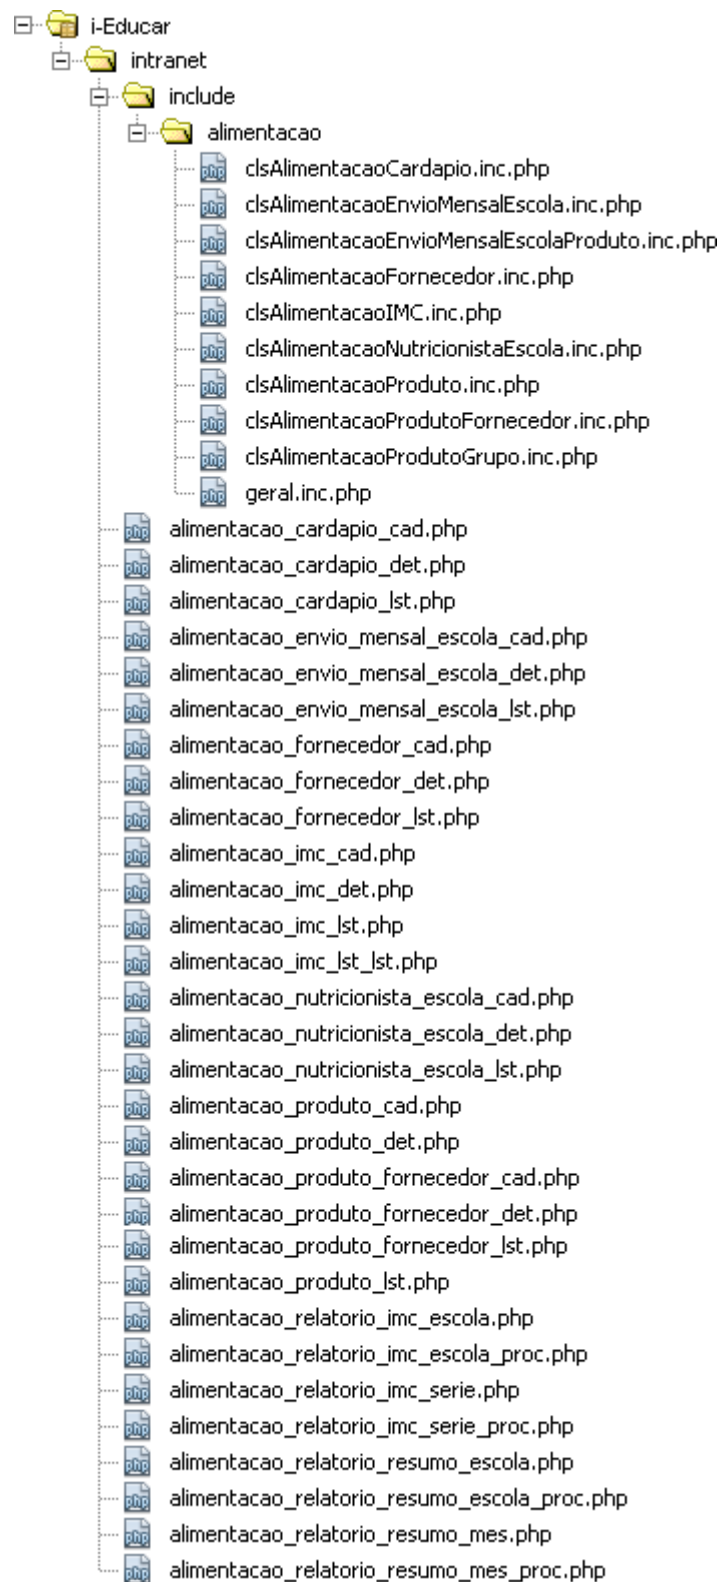 i-Educar
intranet
include
alimentacao
clsAlimentacaoCardapio.inc.php
clsAlimentacaoEnvioMensalEscola.inc.php
clsAlimentacaoEnvioMensalEscolaProduto.inc.php
clsAlimentacaoFornecedor.inc.php
clsAlimentacaoIMC.inc.php
clsAlimentacaoNutricionistaEscola.inc.php
clsAlimentacaoProduto.inc.php
clsAlimentacaoProdutoFornecedor.inc.php
clsAlimentacaoProdutoGrupo.inc.php
geral.inc.php
alimentacao_cardapio_cad.php
alimentacao_cardapio_det.php
alimentacao_cardapio_lst.php
alimentacao_envio_mensal_escola_cad.php
alimentacao_envio_mensal_escola_det.php
alimentacao_envio_mensal_escola_lst.php
alimentacao_fornecedor_cad.php
alimentacao_fornecedor_det.php
alimentacao_fornecedor_lst.php
alimentacao_imc_cad.php
alimentacao_imc_det.php
alimentacao_imc_lst.php
alimentacao_imc_lst_lst.php
alimentacao_nutricionista_escola_cad.php
alimentacao_nutricionista_escola_det.php
alimentacao_nutricionista_escola_lst.php
alimentacao_produto_cad.php
alimentacao_produto_det.php
alimentacao_produto_fornecedor_cad.php
alimentacao_produto_fornecedor_det.php
alimentacao_produto_fornecedor_lst.php
alimentacao_produto_lst.php
alimentacao_relatorio_imc_escola.php
alimentacao_relatorio_imc_escola_proc.php
alimentacao_relatorio_imc_serie.php
alimentacao_relatorio_imc_serie_proc.php
alimentacao_relatorio_resumo_escola.php
alimentacao_relatorio_resumo_escola_proc.php
alimentacao_relatorio_resumo_mes.php
alimentacao_relatorio_resumo_mes_proc.php